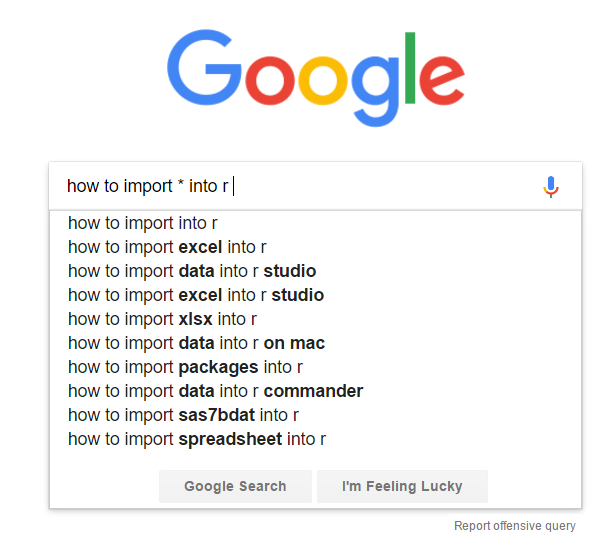 Google
how to import * into r
how to import into r
how to import excel into r
how to import data into r studio
how to import excel into r studio
how to import xlsx into r
how to import data into r on mac
how to import packages into r
how to import data into r commander
how to import sas7bdat into r
how to import spreadsheet into r
Google Search I'm Feeling Lucky
Report offensive query